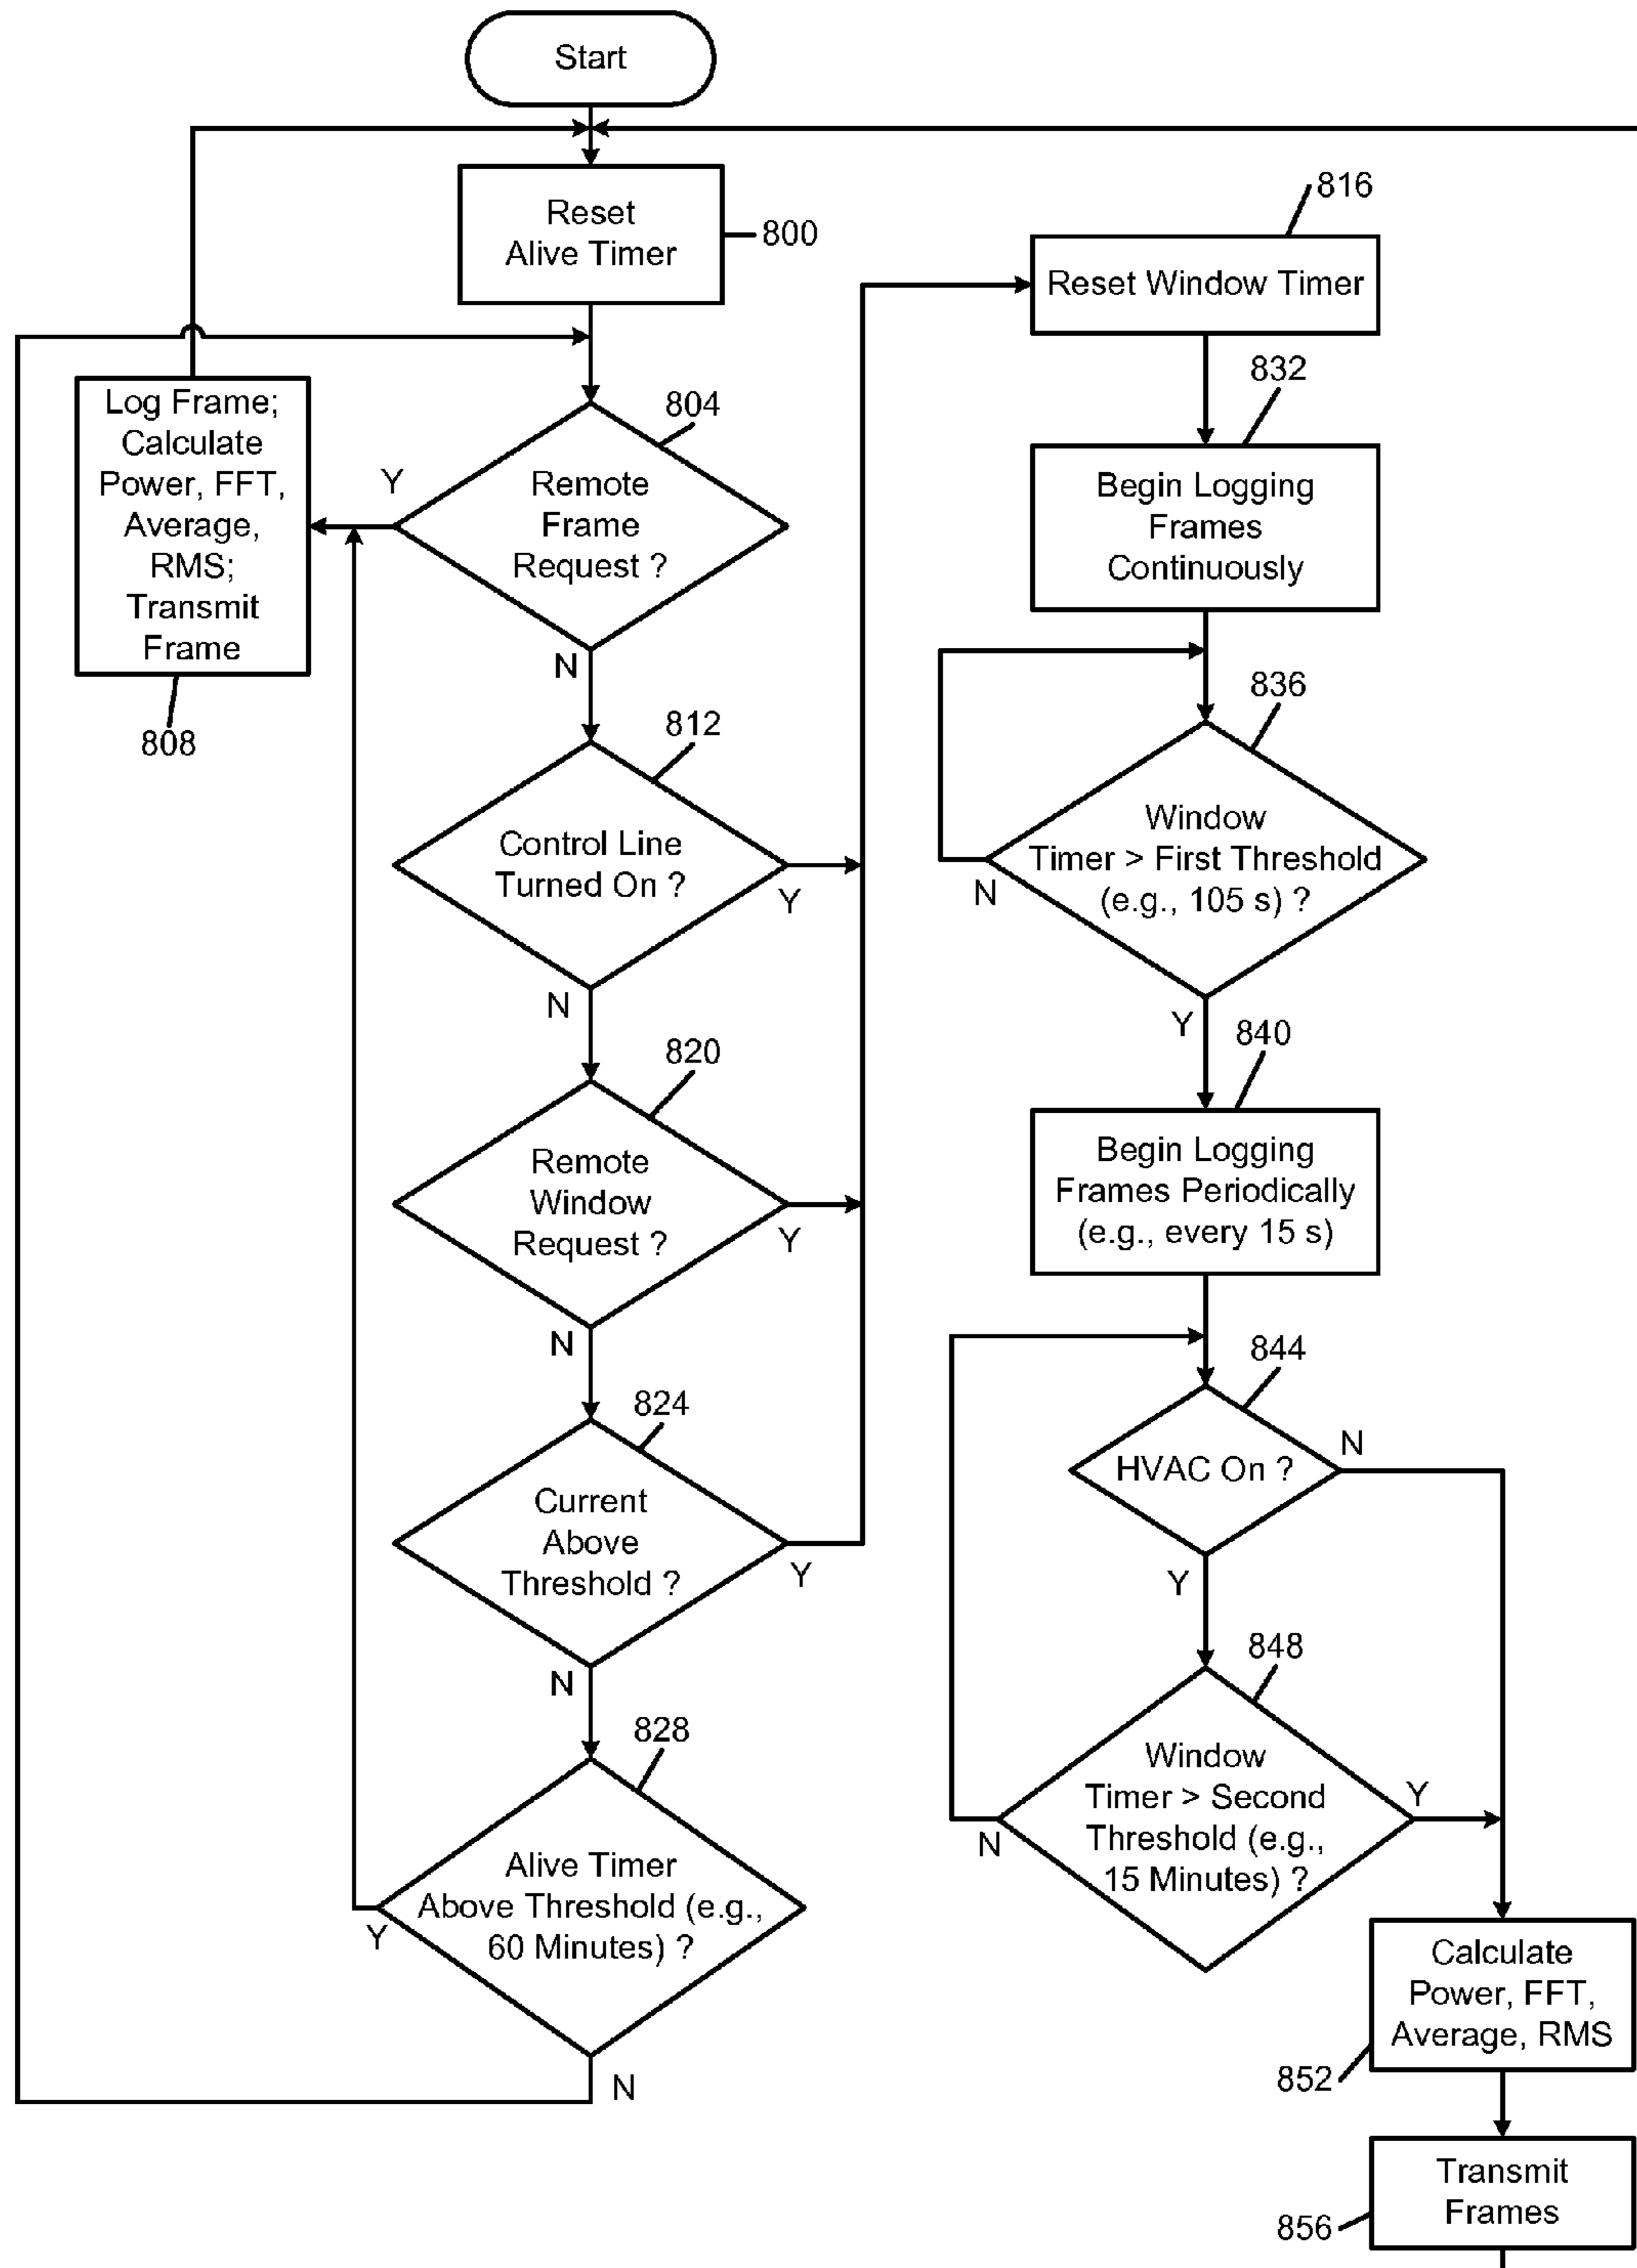 Start
Reset
Alive Timer
800
Log Frame;
Calculate
Power, FFT,
Average,
RMS;
Transmit
Frame
808
804
Remote
Frame
Request ?
Y
N
812
Control Line
Turned On ?
Y
N
820
Remote
Window
Request ?
Y
N
824
Current
Above
Threshold ?
Y
N
828
Alive Timer
Above Threshold (e.g.,
60 Minutes) ?
Y
N
816
Reset Window Timer
832
Begin Logging
Frames
Continuously
836
Window
Timer > First Threshold
(e.g., 105 s) ?
N
Y
840
Begin Logging
Frames Periodically
(e.g., every 15 s)
844
HVAC On ?
N
Y
848
Window
Timer > Second
Threshold (e.g.,
15 Minutes) ?
Y
N
Calculate
Power, FFT,
Average, RMS
852
Transmit
Frames
856